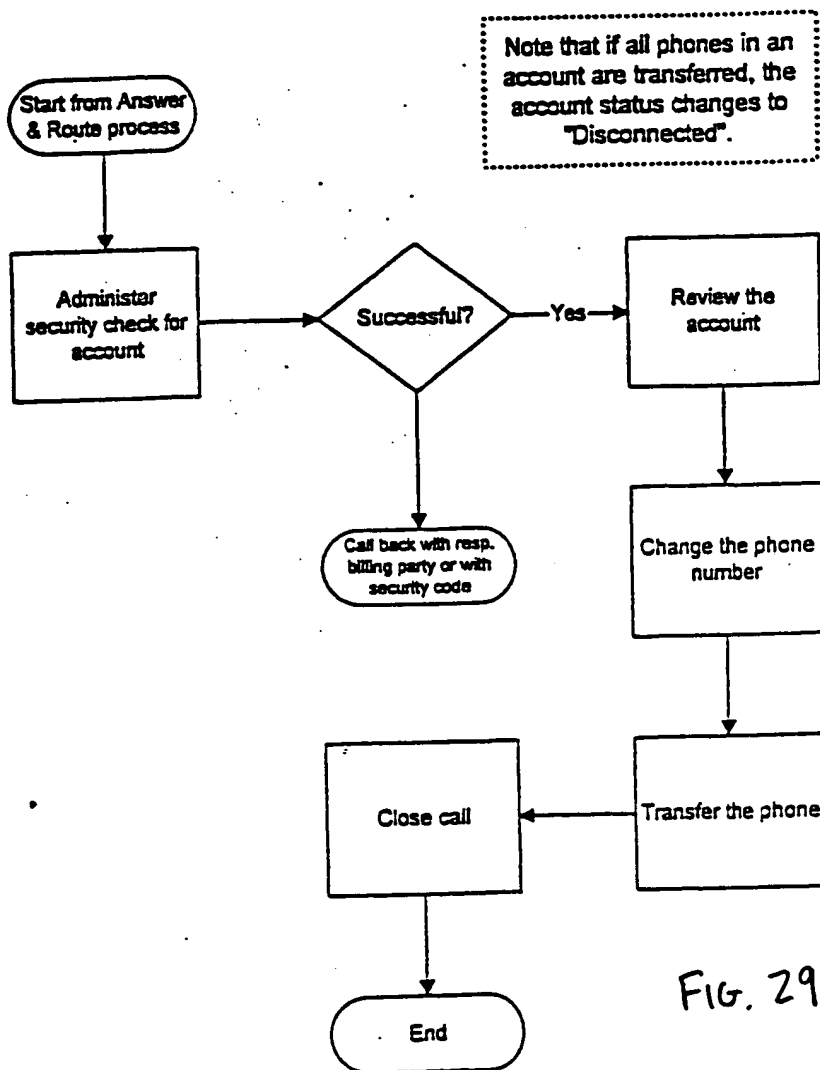 Note that if all phones in an
account are transferred, the
account status changes to
"Disconnected".
Start from Answer
& Route process
Administar
security check for
account
Successful?
Yes
Review the
account
Call back with resp.
billing party or with
security code
Change the phone
number
Close call
Transfer the phone
End
FIG. 29